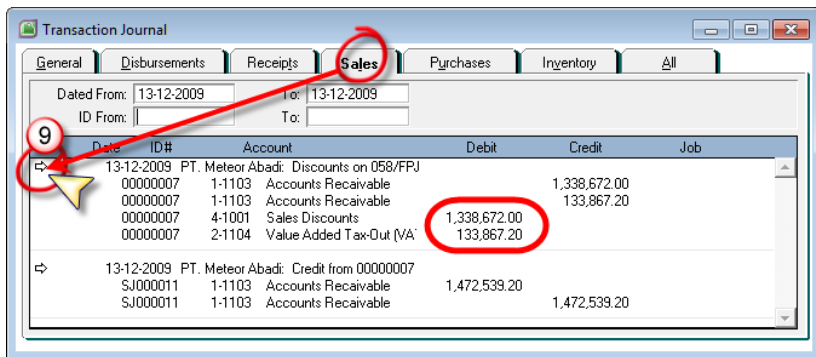 Transaction Journal
General Disbursements Receipts Sales Purchases Inventory All
Dated From: 13-12-2009 To: 13-12-2009
ID From: To:
9
Date ID# Account Debit Credit Job
13-12-2009 PT. Meteor Abadi: Discounts on 058/FPJ
00000007 1-1103 Accounts Recaivable 1,338,672.00
00000007 1-1103 Accounts Recaivable 133,867.20
00000007 4-1001 Sales Discounts 1,338,672.00
00000007 2-1104 Value Added Tax-Out (VA 133,867.20
13-12-2009 PT. Meteor Abadi: Credit from 00000007
SJ000011 1-1103 Accounts Recaivable 1,472,539.20
SJ000011 1-1103 Accounts Recaivable 1,472,539.20